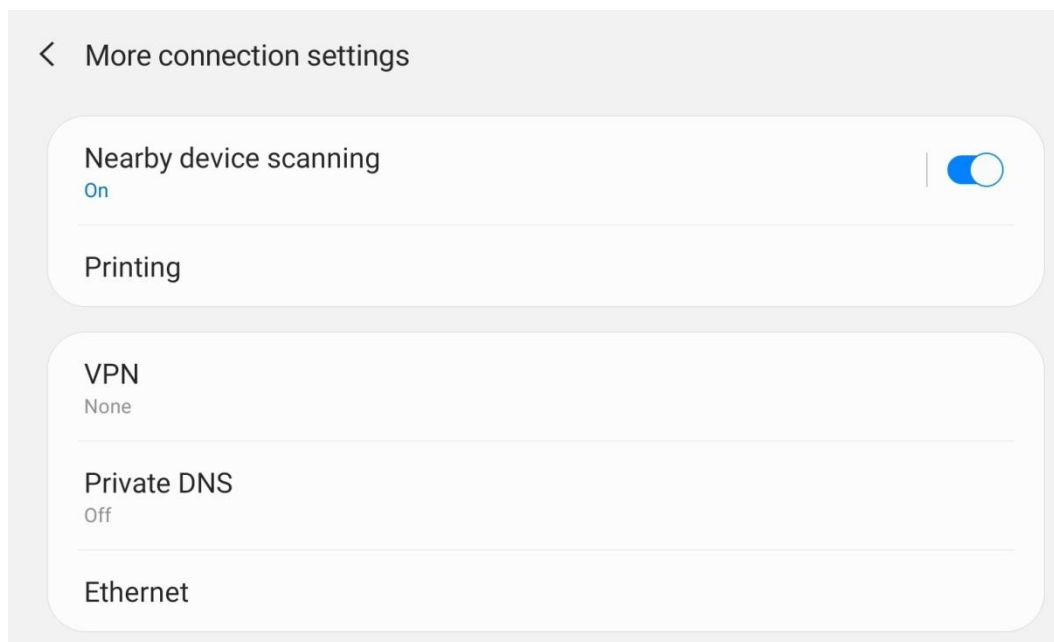 More connection settings
Nearby device scanning
On
Printing
VPN
None
Private DNS
Off
Ethernet